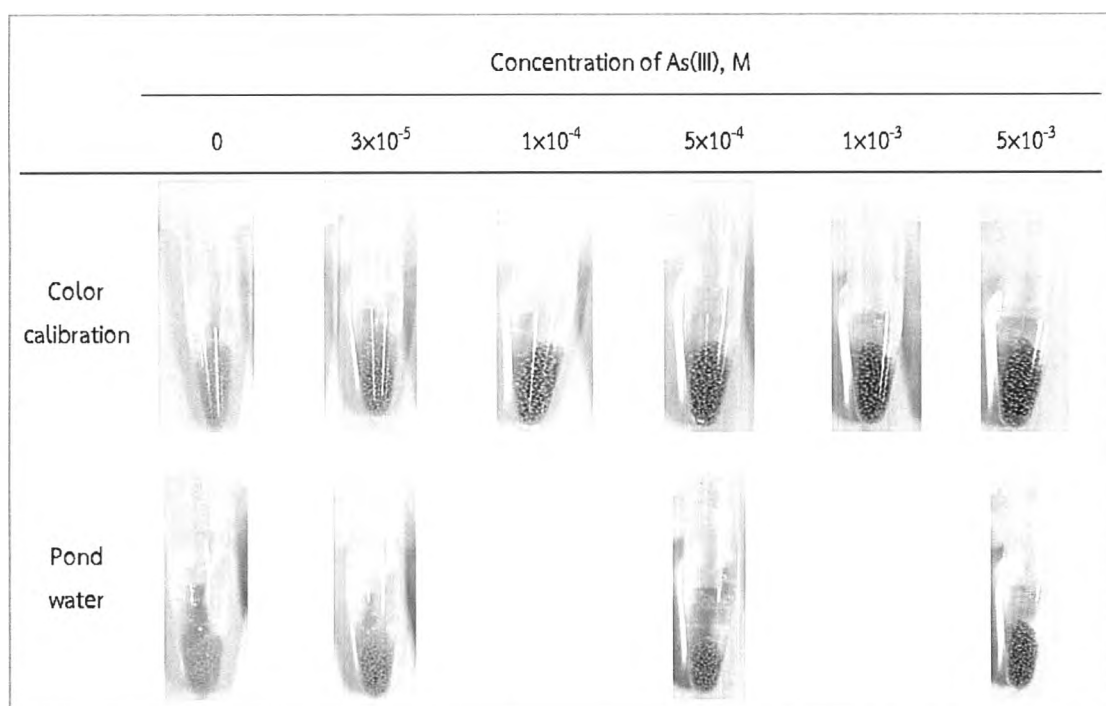 Concentration of As(III), M
0 3×10⁻⁵ 1×10⁻⁴ 5×10⁻⁴ 1×10⁻³ 5×10⁻³
Color
calibration
Pond
water